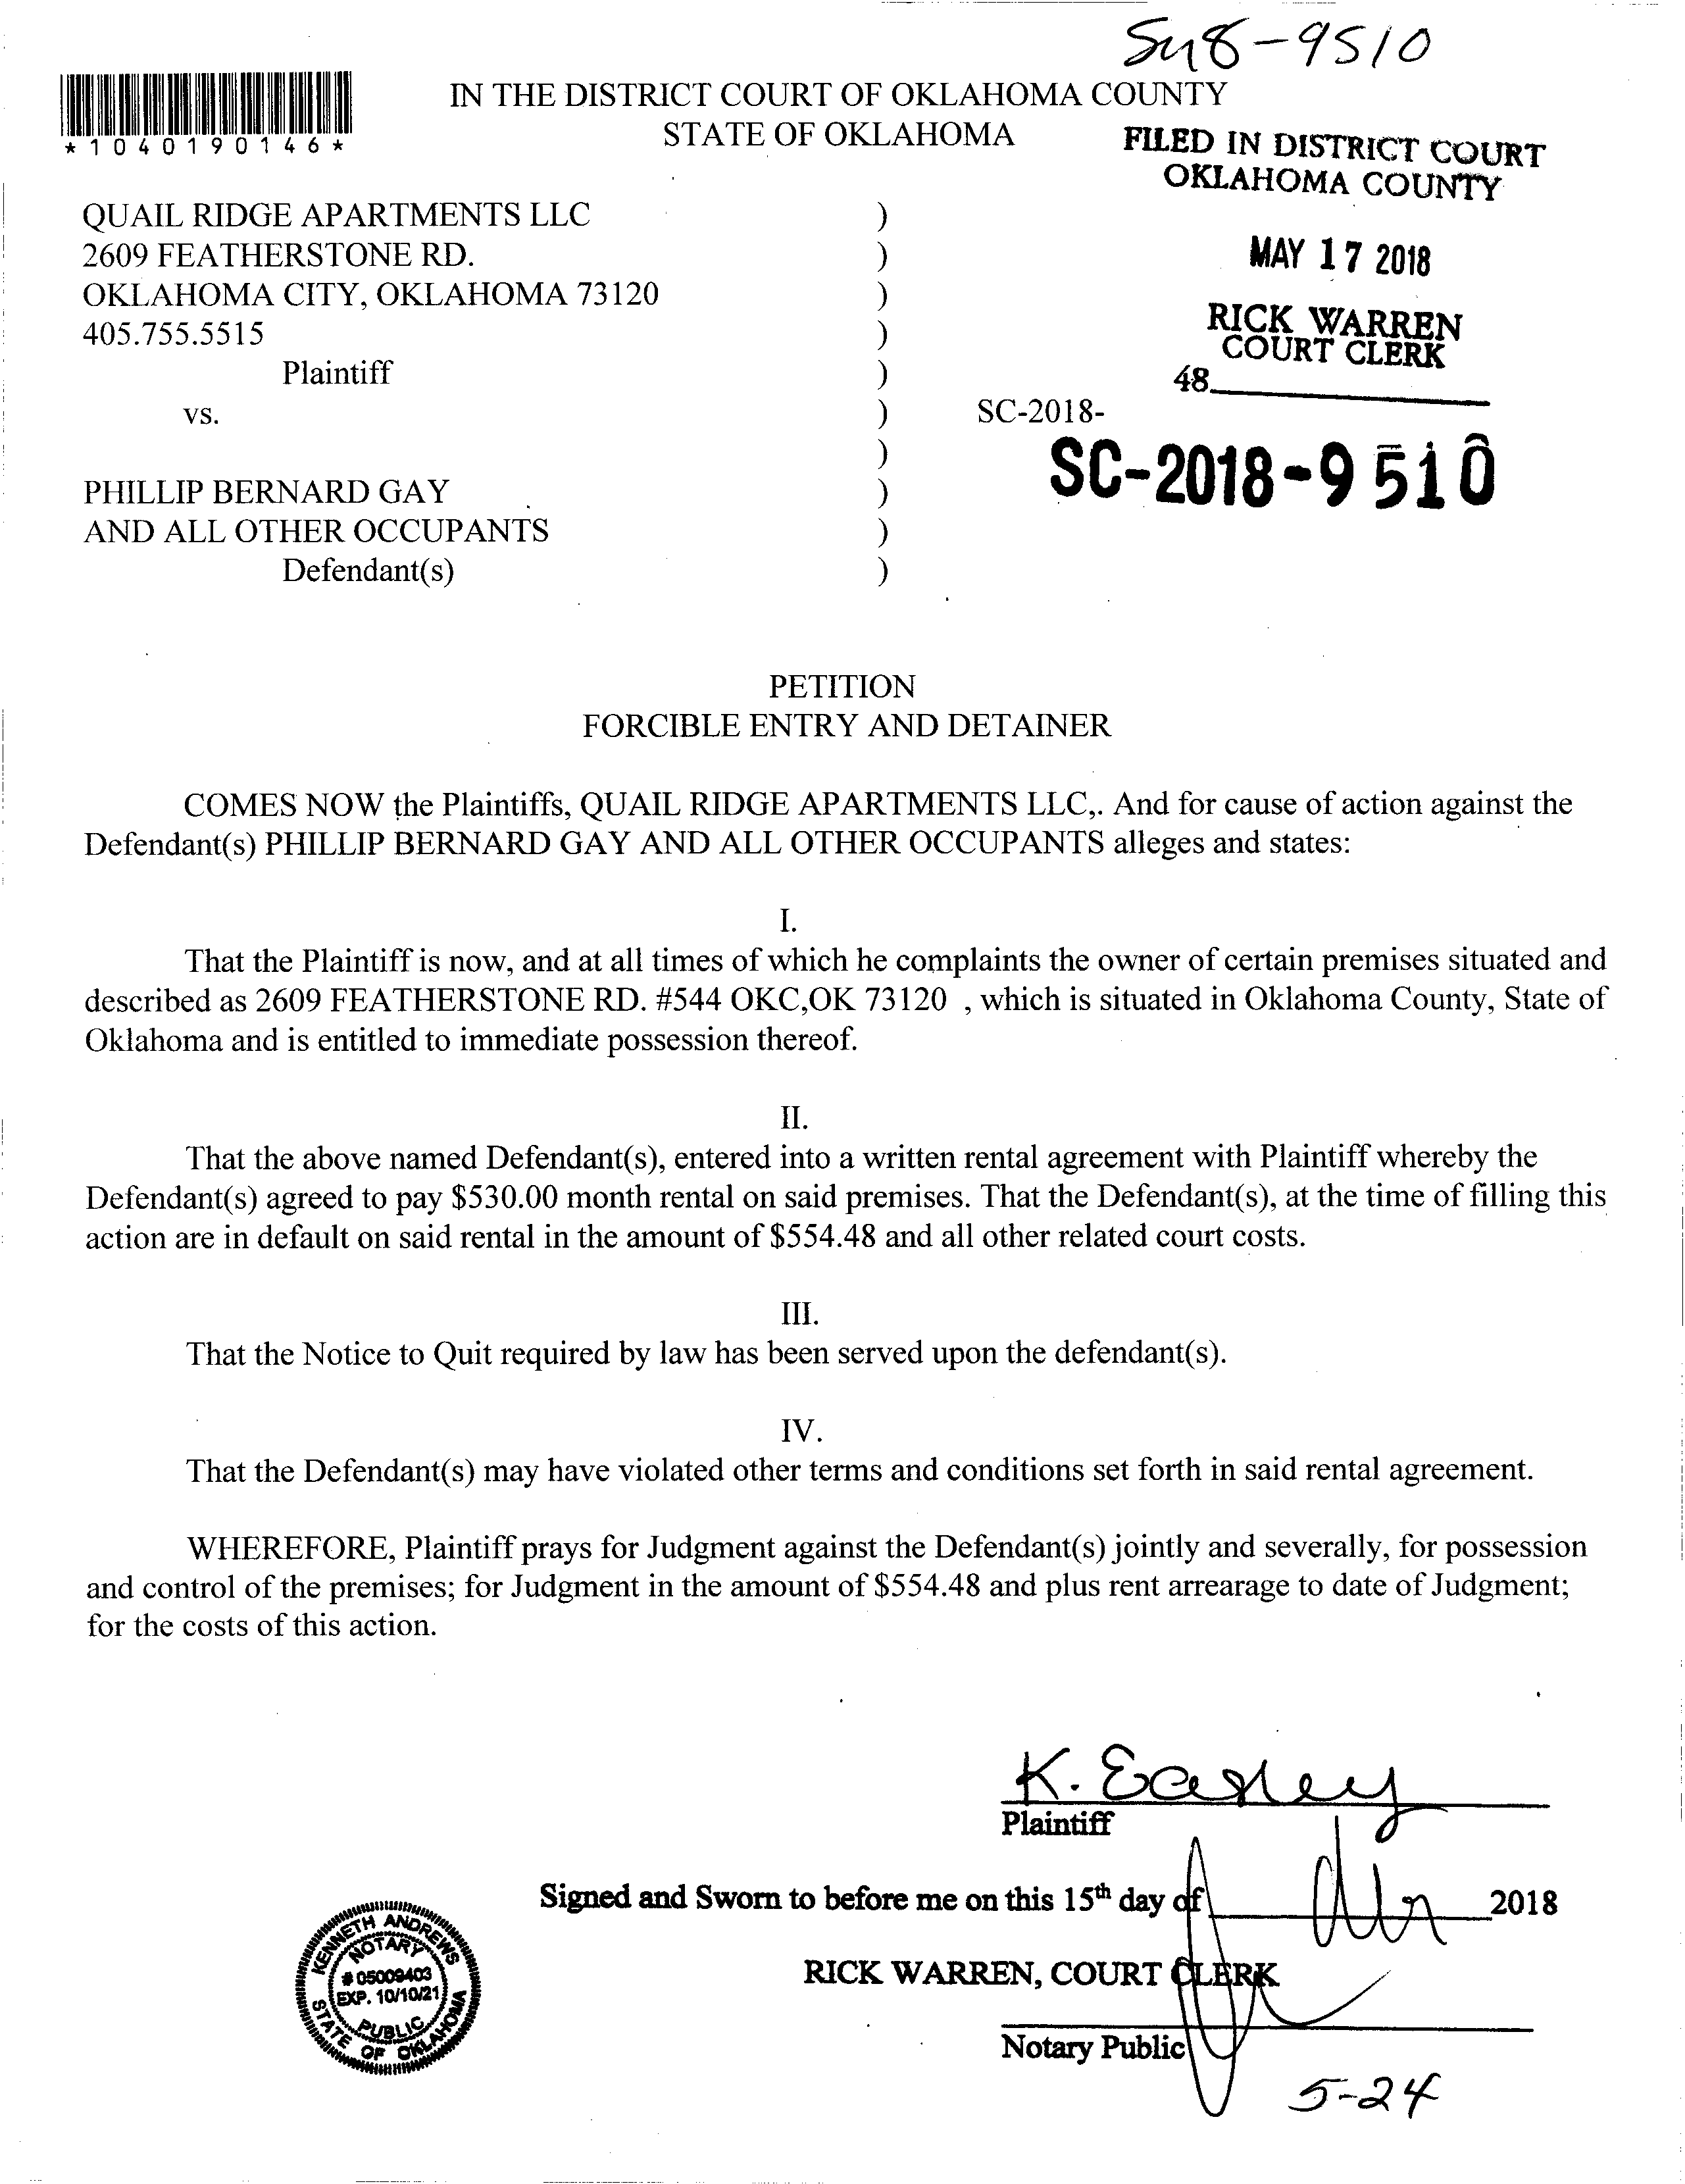 IN THE DISTRICT COURT OF OKLAHOMA COUNTY
STATE OF OKLAHOMA
*1040190146*
FILED IN DISTRICT COURT
OKLAHOMA COUNTY
MAY 17 2018
RICK WARREN
COURT CLERK
48
QUAIL RIDGE APARTMENTS LLC )
2609 FEATHERSTONE RD. )
OKLAHOMA CITY, OKLAHOMA 73120 )
405.755.5515 )
Plaintiff )
vs. ) SC-2018-
) SC-2018-9510
PHILLIP BERNARD GAY )
AND ALL OTHER OCCUPANTS )
Defendant(s) )
PETITION
FORCIBLE ENTRY AND DETAINER
COMES NOW the Plaintiffs, QUAIL RIDGE APARTMENTS LLC,. And for cause of action against the
Defendant(s) PHILLIP BERNARD GAY AND ALL OTHER OCCUPANTS alleges and states:
I.
That the Plaintiff is now, and at all times of which he complaints the owner of certain premises situated and
described as 2609 FEATHERSTONE RD. #544 OKC,OK 73120 , which is situated in Oklahoma County, State of
Oklahoma and is entitled to immediate possession thereof.
II.
That the above named Defendant(s), entered into a written rental agreement with Plaintiff whereby the
Defendant(s) agreed to pay $530.00 month rental on said premises. That the Defendant(s), at the time of filling this
action are in default on said rental in the amount of $554.48 and all other related court costs.
III.
That the Notice to Quit required by law has been served upon the defendant(s).
IV.
That the Defendant(s) may have violated other terms and conditions set forth in said rental agreement.
WHEREFORE, Plaintiff prays for Judgment against the Defendant(s) jointly and severally, for possession
and control of the premises; for Judgment in the amount of $554.48 and plus rent arrearage to date of Judgment;
for the costs of this action.
K. Easley
Plaintiff
Signed and Sworn to before me on this 15th day of 2018
RICK WARREN, COURT CLERK
Notary Public
5-24
KENNETH ANDREWS
NOTARY
# 05009403
EXP. 10/10/21
PUBLIC
STATE OF OKLAHOMA